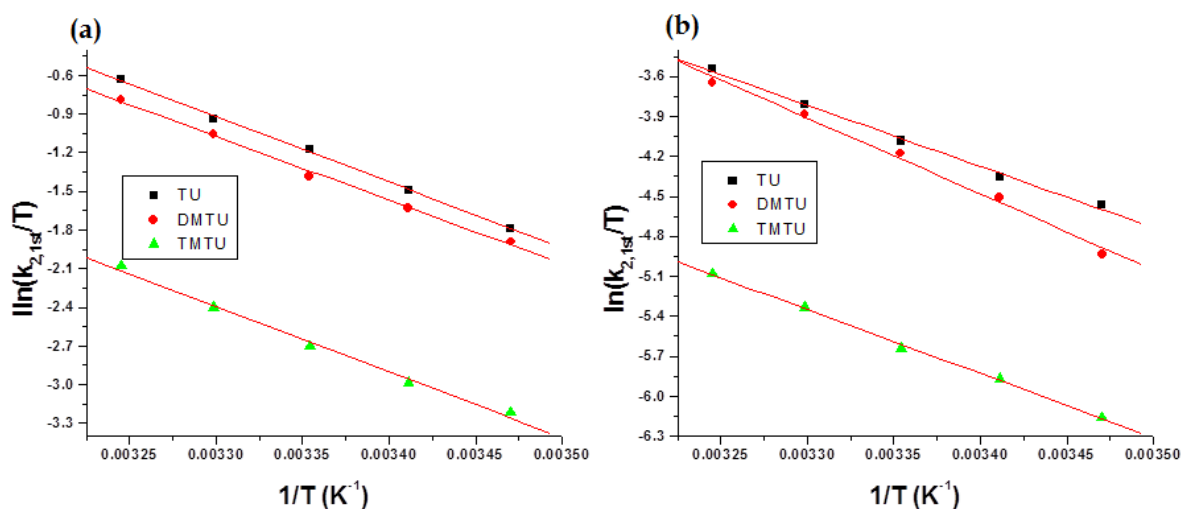 (a)
lln(k2,1st/T)
-0.6
-0.9
-1.2
-1.5
-1.8
-2.1
-2.4
-2.7
-3.0
-3.3
TU
DMTU
TMTU
0.00325
0.00330
0.00335
0.00340
0.00345
0.00350
1/T (K-1)
(b)
ln(k2,1st/T)
-3.6
-3.9
-4.2
-4.5
-4.8
-5.1
-5.4
-5.7
-6.0
-6.3
TU
DMTU
TMTU
0.00325
0.00330
0.00335
0.00340
0.00345
0.00350
1/T (K-1)